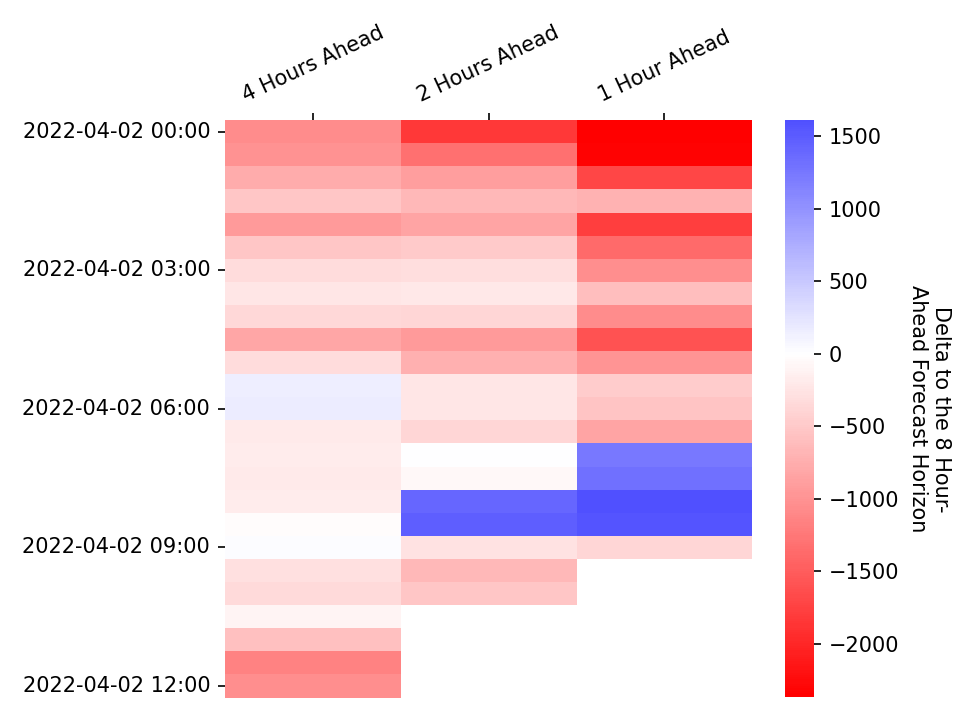 4 Hours Ahead
2 Hours Ahead
1 Hour Ahead
2022-04-02 00:00
2022-04-02 03:00
2022-04-02 06:00
2022-04-02 09:00
2022-04-02 12:00
1500
1000
500
0
−500
−1000
−1500
−2000
Delta to the 8 Hour-
Ahead Forecast Horizon